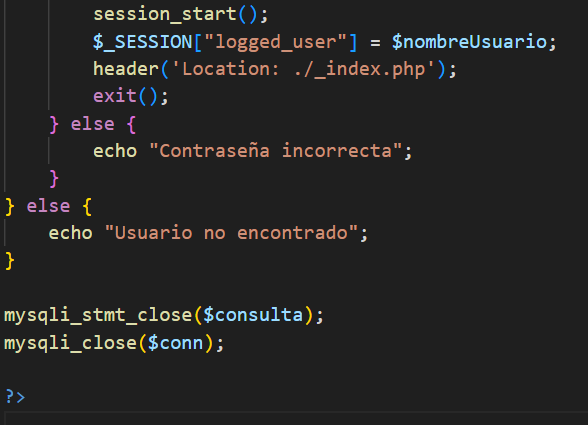 session_start();
$_SESSION["logged_user"] = $nombreUsuario;
header('Location: ./_index.php');
exit();
} else {
echo "Contraseña incorrecta";
}
} else {
echo "Usuario no encontrado";
}
mysqli_stmt_close($consulta);
mysqli_close($conn);
?>